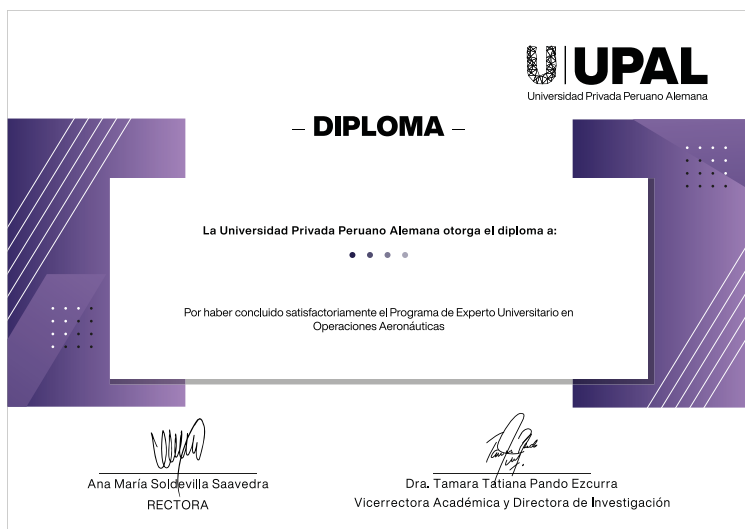 UPAL
Universidad Privada Peruano Alemana
– DIPLOMA –
La Universidad Privada Peruano Alemana otorga el diploma a:
Por haber concluido satisfactoriamente el Programa de Experto Universitario en
Operaciones Aeronáuticas
Ana María Soldevilla Saavedra
RECTORA
Dra. Tamara Tatiana Pando Ezcurra
Vicerrectora Académica y Directora de Investigación